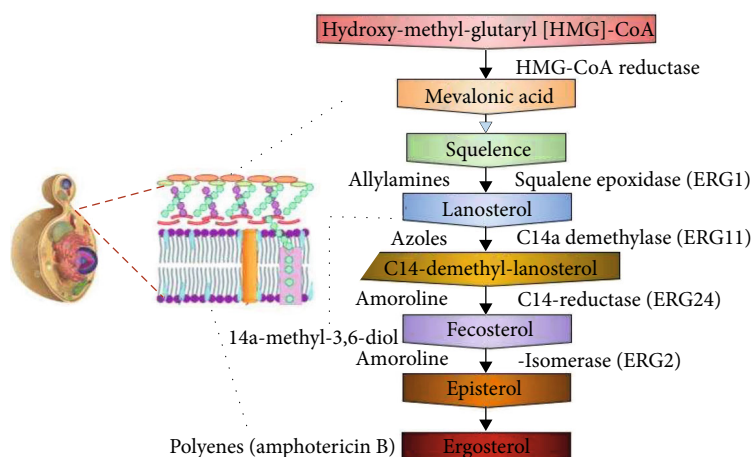 Hydroxy-methyl-glutaryl [HMG]-CoA
HMG-CoA reductase
Mevalonic acid
Squelence
Allylamines
Squalene epoxidase (ERG1)
Lanosterol
Azoles
C14a demethylase (ERG11)
C14-demethyl-lanosterol
Amoroline
C14-reductase (ERG24)
Fecosterol
14a-methyl-3,6-diol
Amoroline
-Isomerase (ERG2)
Episterol
Polyenes (amphotericin B)
Ergosterol